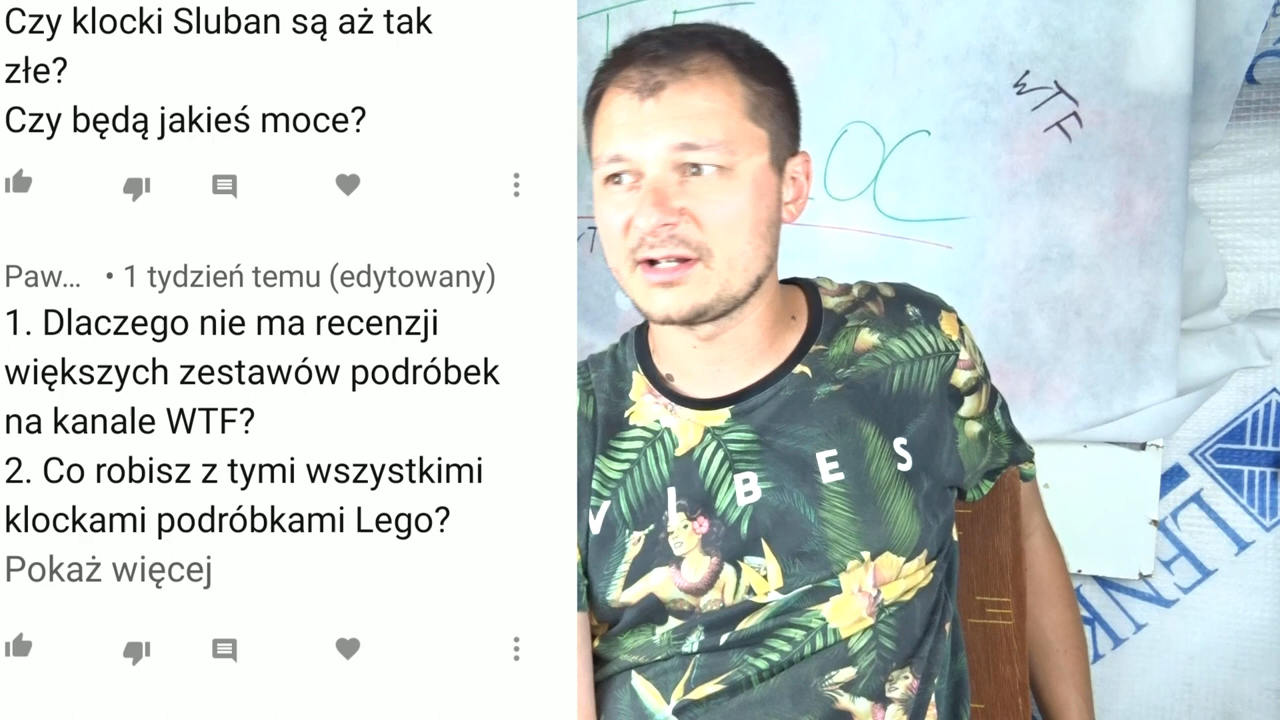 Czy klocki Sluban są aż tak
złe?
Czy będą jakieś moce?
Paw... • 1 tydzień temu (edytowany)
1. Dlaczego nie ma recenzji
większych zestawów podróbek
na kanale WTF?
2. Co robisz z tymi wszystkimi
klockami podróbkami Lego?
Pokaż więcej
WTF
VIBES